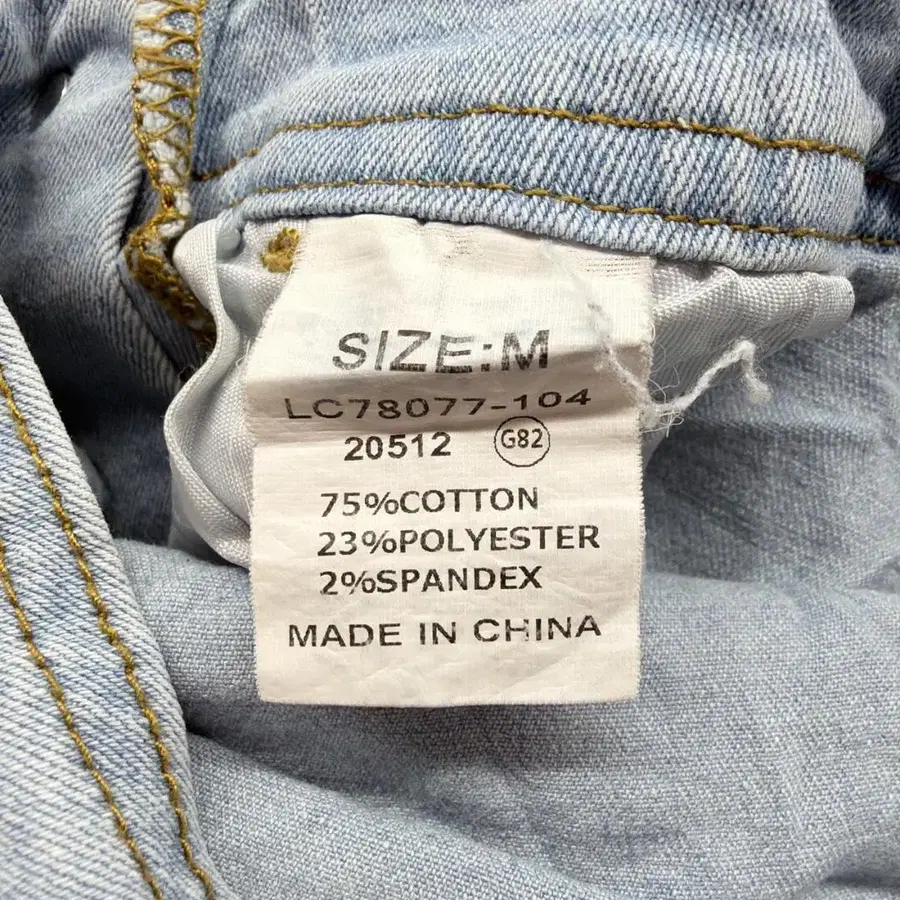 SIZE:M
LC78077-104
20512 G82
75%COTTON
23%POLYESTER
2%SPANDEX
MADE IN CHINA